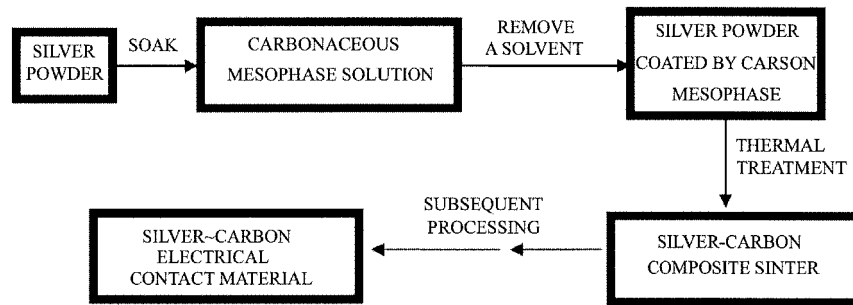 SILVER
POWDER
SOAK
CARBONACEOUS
MESOPHASE SOLUTION
REMOVE
A SOLVENT
SILVER POWDER
COATED BY CARSON
MESOPHASE
THERMAL
TREATMENT
SILVER-CARBON
COMPOSITE SINTER
SUBSEQUENT
PROCESSING
SILVER~CARBON
ELECTRICAL
CONTACT MATERIAL